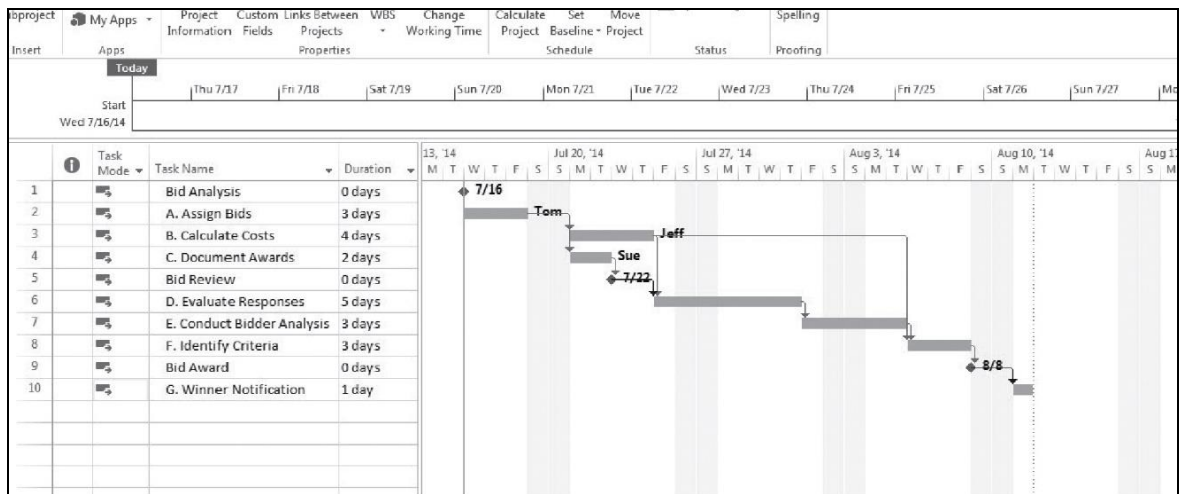 bproject My Apps Project Custom Links Between WBS Change Calculate Set Move Spelling
Information Fields Projects Working Time Project Baseline Project
Insert Apps Properties Schedule Status Proofing
Today
Thu 7/17 Fri 7/18 Sat 7/19 Sun 7/20 Mon 7/21 Tue 7/22 Wed 7/23 Thu 7/24 Fri 7/25 Sat 7/26 Sun 7/27 Mo
Start
Wed 7/16/14
Task Mode Task Name Duration
13, '14 Jul 20, '14 Jul 27, '14 Aug 3, '14 Aug 10, '14 Aug 1
M T W T F S S M T W T F S S M T W T F S S M T W T F S S M T W T F S S M
1 Bid Analysis 0 days 7/16
2 A. Assign Bids 3 days Tom
3 B. Calculate Costs 4 days Jeff
4 C. Document Awards 2 days Sue
5 Bid Review 0 days 7/22
6 D. Evaluate Responses 5 days
7 E. Conduct Bidder Analysis 3 days
8 F. Identify Criteria 3 days
9 Bid Award 0 days 8/8
10 G. Winner Notification 1 day